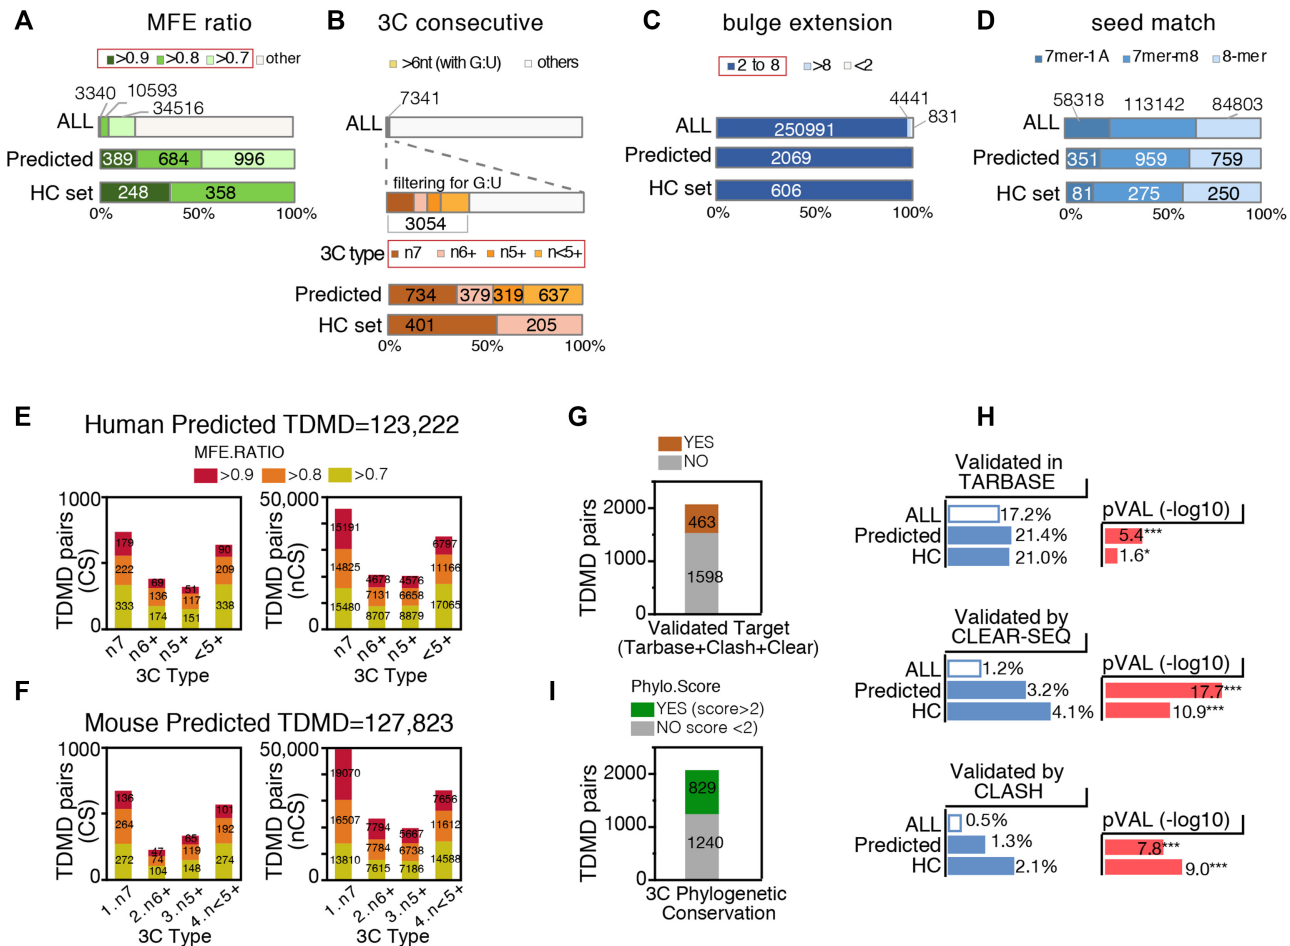 A
MFE ratio
>0.9
>0.8
>0.7
other
3340
10593
34516
ALL
Predicted
389
684
996
HC set
248
358
0%
50%
100%
B
3C consecutive
>6nt (with G:U)
others
7341
ALL
filtering for G:U
3054
3C type
n7
n6+
n5+
n<5+
Predicted
734
379
319
637
HC set
401
205
0%
50%
100%
C
bulge extension
2 to 8
>8
<2
4441
831
ALL
250991
Predicted
2069
HC set
606
0%
50%
100%
D
seed match
7mer-1A
7mer-m8
8-mer
58318
113142
84803
ALL
Predicted
351
959
759
HC set
81
275
250
0%
50%
100%
E
Human Predicted TDMD=123,222
MFE.RATIO
>0.9
>0.8
>0.7
1000
0
TDMD pairs
(CS)
179
222
333
69
136
174
51
117
151
90
209
338
n7
n6+
n5+
<5+
3C Type
50,000
0
TDMD pairs
(nCS)
15191
14825
15480
4678
7131
8707
4576
6658
8879
6797
11166
17065
n7
n6+
n5+
<5+
3C Type
F
Mouse Predicted TDMD=127,823
1000
0
TDMD pairs
(CS)
136
264
272
47
74
104
65
119
148
101
192
274
1.n7
2.n6+
3.n5+
4.n<5+
3C Type
50,000
0
TDMD pairs
(nCS)
19070
16507
13810
7794
7784
7615
5667
6738
7186
7656
11612
14588
1.n7
2.n6+
3.n5+
4.n<5+
3C Type
G
YES
NO
TDMD pairs
2000
1000
0
463
1598
Validated Target
(Tarbase+Clash+Clear)
H
Validated in
TARBASE
ALL
17.2%
Predicted
21.4%
HC
21.0%
pVAL (-log10)
5.4***
1.6*
Validated by
CLEAR-SEQ
ALL
1.2%
Predicted
3.2%
HC
4.1%
pVAL (-log10)
17.7***
10.9***
Validated by
CLASH
ALL
0.5%
Predicted
1.3%
HC
2.1%
pVAL (-log10)
7.8***
9.0***
I
Phylo.Score
YES (score>2)
NO score <2)
TDMD pairs
2000
1000
0
829
1240
3C Phylogenetic
Conservation